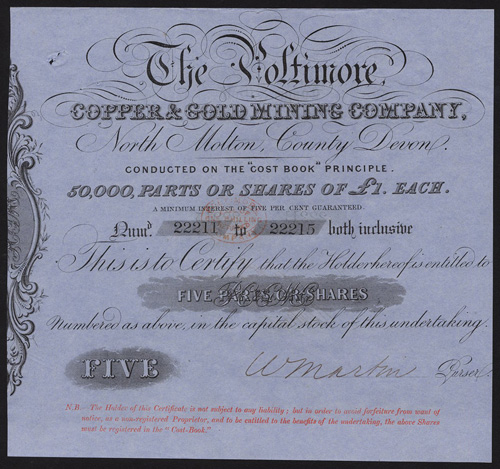 The Poltimore,
COPPER & GOLD MINING COMPANY,
North Molton, County Devon.
CONDUCTED ON THE "COST BOOK" PRINCIPLE.
50,000, PARTS OR SHARES OF £1. EACH.
A MINIMUM INTEREST OF FIVE PER CENT GUARANTEED.
Numd. 22211 to 22215 both inclusive
This is to Certify that the Holder hereof is entitled to
FIVE PARTS OR SHARES
Numbered as above, in the capital stock of this undertaking.
FIVE
W Marton Purser.
N.B.—The Holder of this Certificate is not subject to any liability; but in order to avoid forfeiture from want of
notice, as a non-registered Proprietor, and to be entitled to the benefits of the undertaking, the above Shares
must be registered in the "Cost-Book."